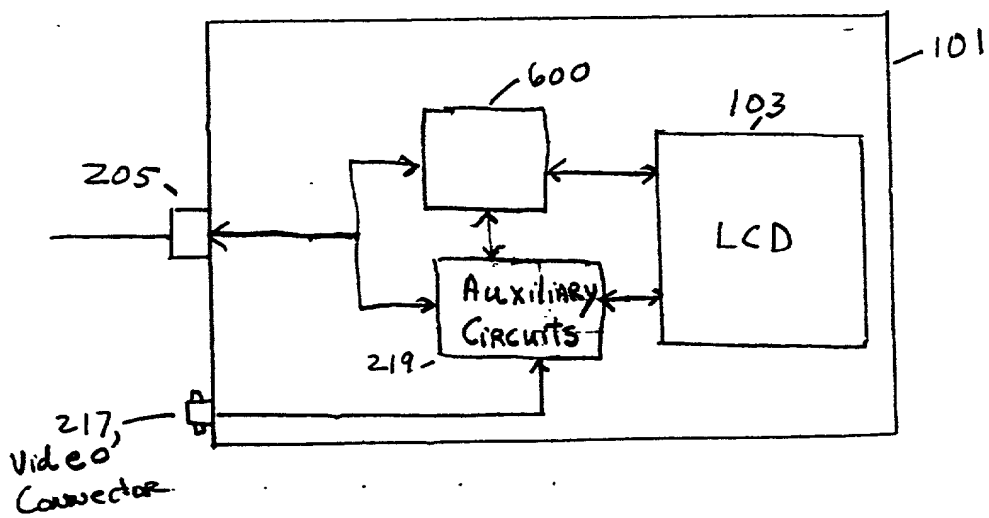 101
600
103
205
LCD
Auxiliary
Circuits
219
217,
Video
Connector